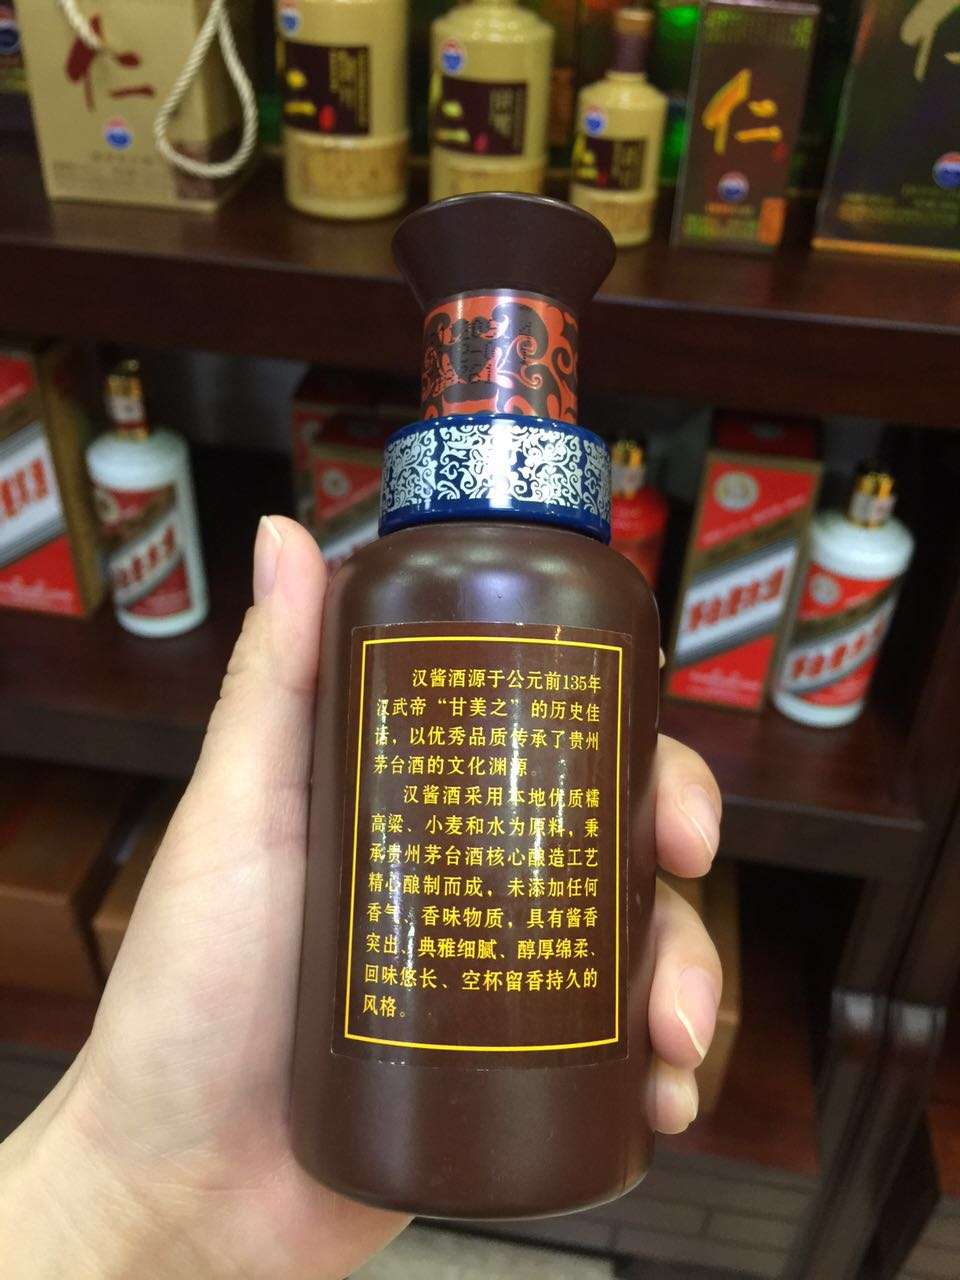 仁
仁
仁
仁
仁
汉酱酒源于公元前135年
汉武帝“甘美之”的历史佳
话，以优秀品质传承了贵州
茅台酒的文化渊源。
汉酱酒采用本地优质糯
高粱、小麦和水为原料，秉
承贵州茅台酒核心酿造工艺
精心酿制而成，未添加任何
香气、香味物质，具有酱香
突出、典雅细腻、醇厚绵柔、
回味悠长、空杯留香持久的
风格。